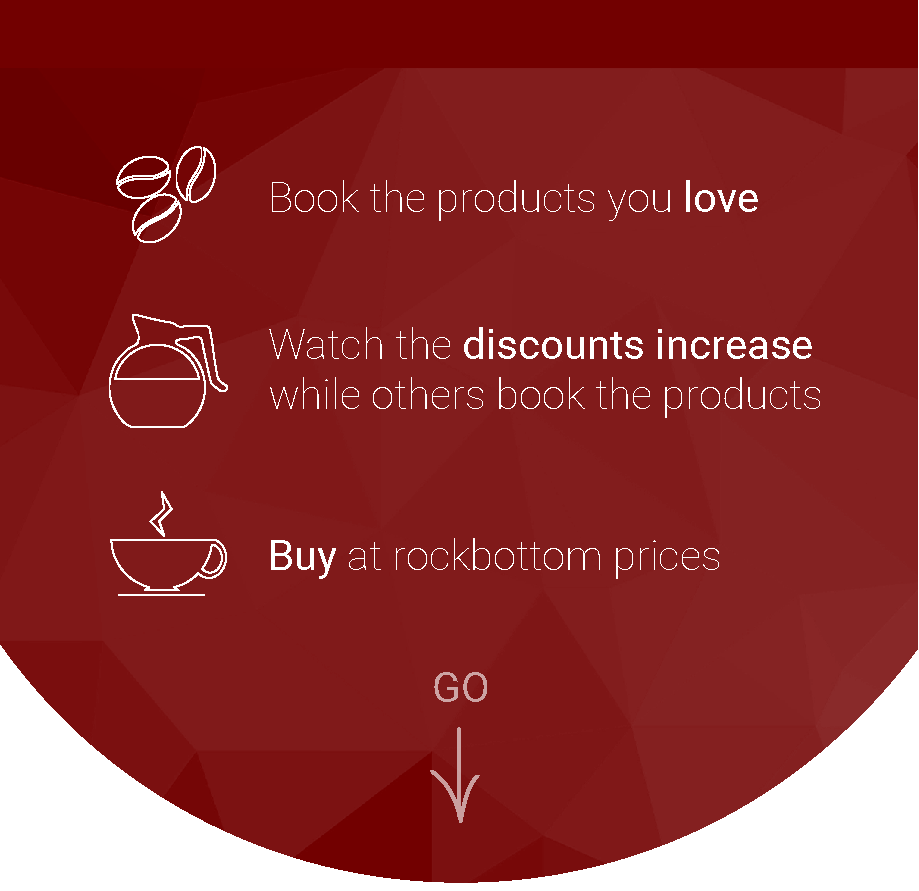 Book the products you love
Watch the discounts increase
while others book the products
Buy at rockbottom prices
GO